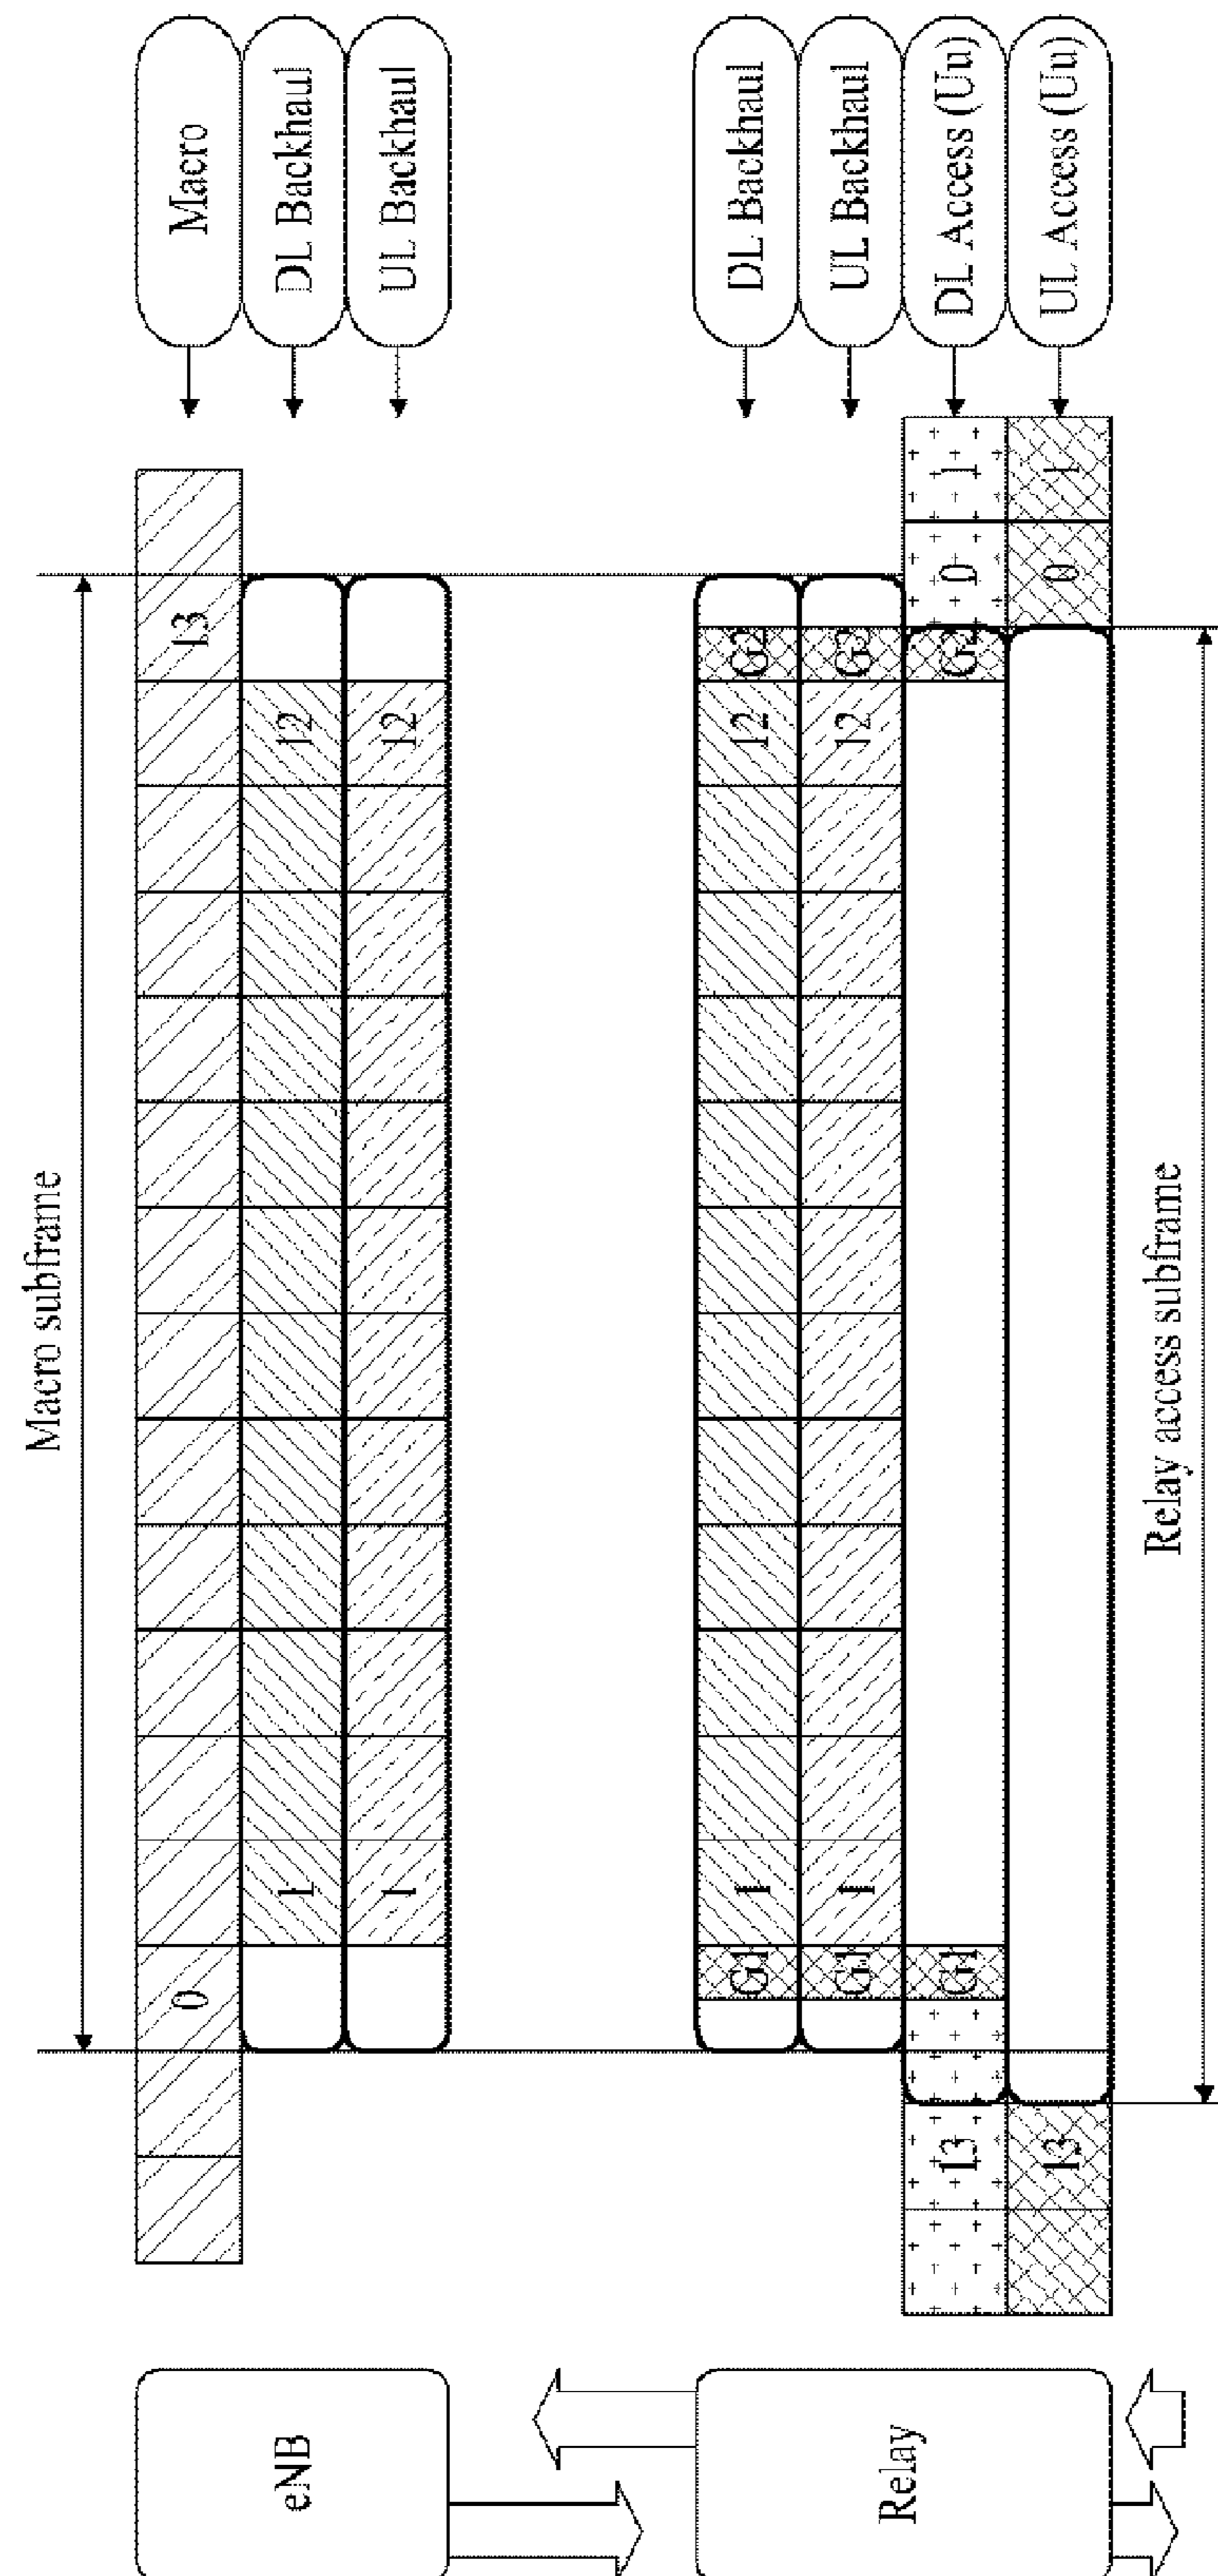 Macro subframe
eNB
0 13 Macro
1 12 DL Backhaul
1 12 UL Backhaul
Relay
G1 1 12 G2 DL Backhaul
G1 1 12 G3 UL Backhaul
13 G1 G2 0 1 DL Access (Uu)
13 0 1 UL Access (Uu)
Relay access subframe